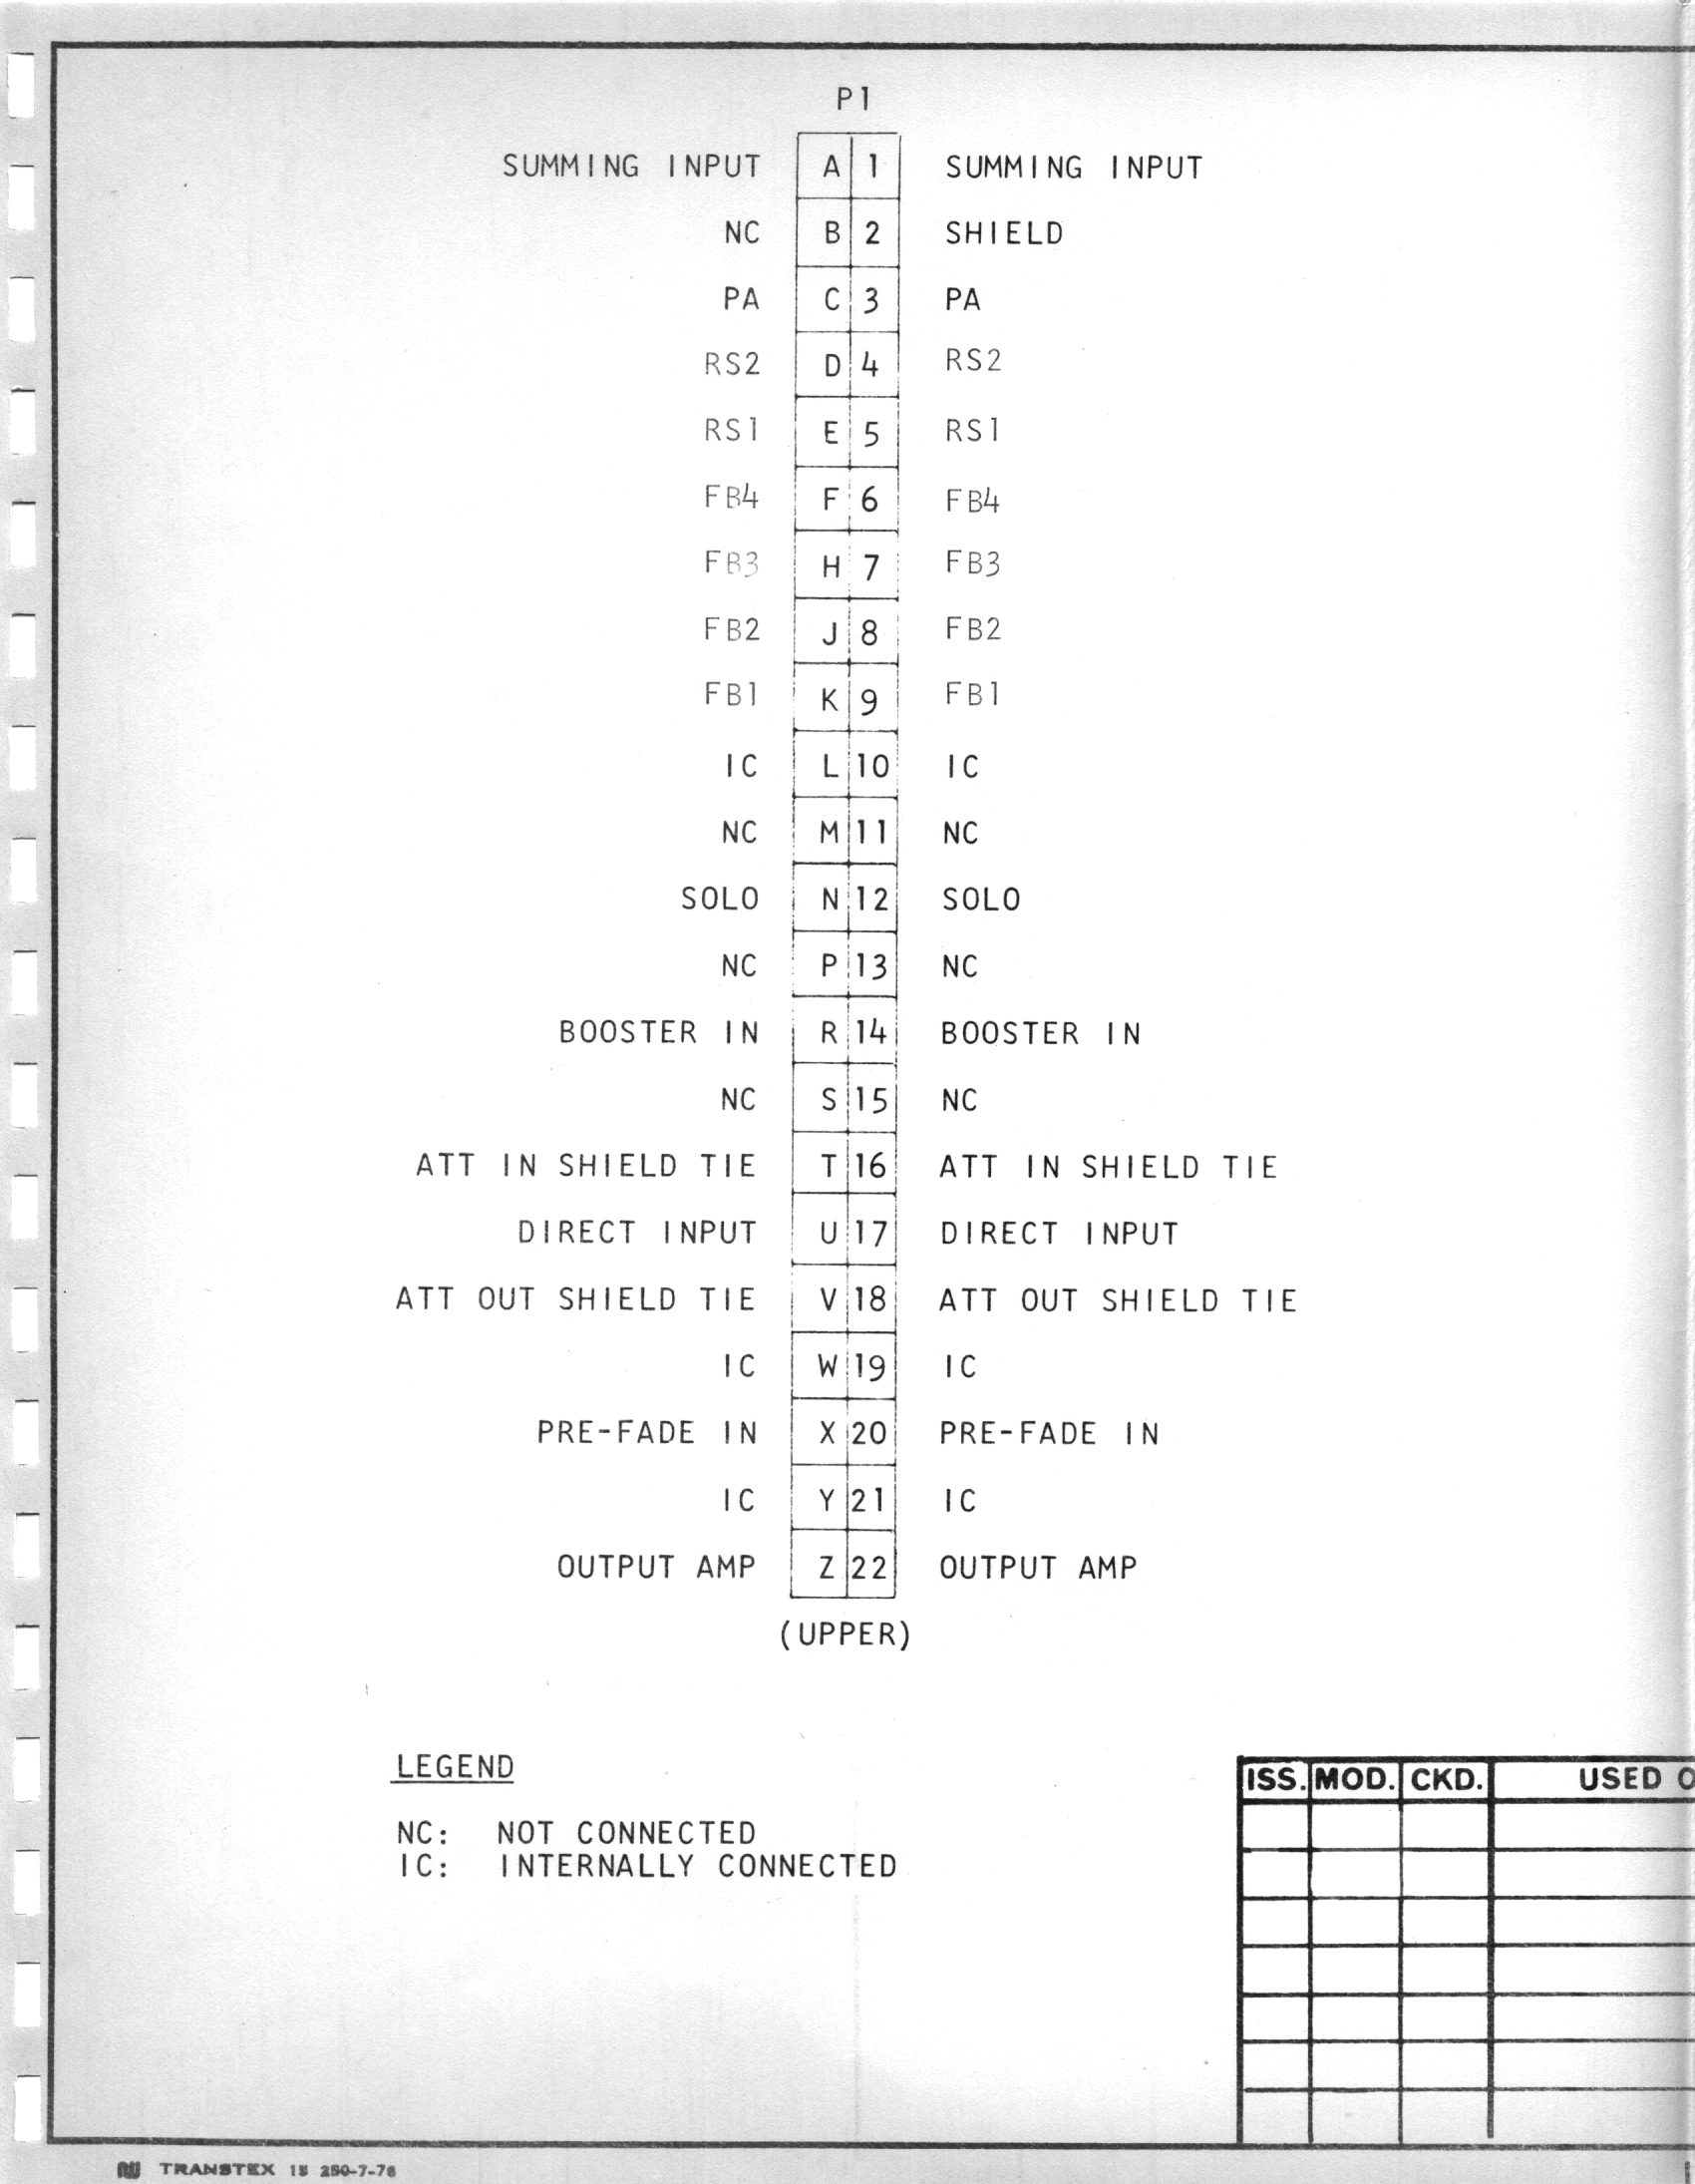 P1
SUMMING INPUT A 1 SUMMING INPUT
NC B 2 SHIELD
PA C 3 PA
RS2 D 4 RS2
RS1 E 5 RS1
FB4 F 6 FB4
FB3 H 7 FB3
FB2 J 8 FB2
FB1 K 9 FB1
IC L 10 IC
NC M 11 NC
SOLO N 12 SOLO
NC P 13 NC
BOOSTER IN R 14 BOOSTER IN
NC S 15 NC
ATT IN SHIELD TIE T 16 ATT IN SHIELD TIE
DIRECT INPUT U 17 DIRECT INPUT
ATT OUT SHIELD TIE V 18 ATT OUT SHIELD TIE
IC W 19 IC
PRE-FADE IN X 20 PRE-FADE IN
IC Y 21 IC
OUTPUT AMP Z 22 OUTPUT AMP
(UPPER)
LEGEND
NC: NOT CONNECTED
IC: INTERNALLY CONNECTED
ISS. MOD. CKD. USED
TRANSTEX